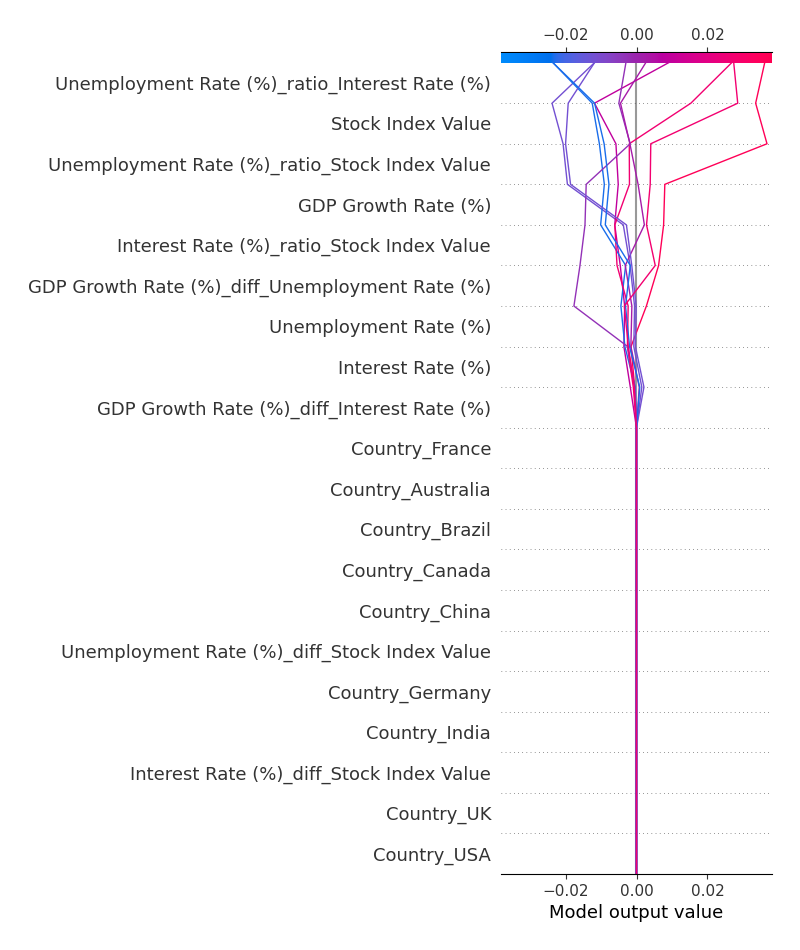 −0.02 0.00 0.02
Unemployment Rate (%)_ratio_Interest Rate (%)
Stock Index Value
Unemployment Rate (%)_ratio_Stock Index Value
GDP Growth Rate (%)
Interest Rate (%)_ratio_Stock Index Value
GDP Growth Rate (%)_diff_Unemployment Rate (%)
Unemployment Rate (%)
Interest Rate (%)
GDP Growth Rate (%)_diff_Interest Rate (%)
Country_France
Country_Australia
Country_Brazil
Country_Canada
Country_China
Unemployment Rate (%)_diff_Stock Index Value
Country_Germany
Country_India
Interest Rate (%)_diff_Stock Index Value
Country_UK
Country_USA
−0.02 0.00 0.02
Model output value